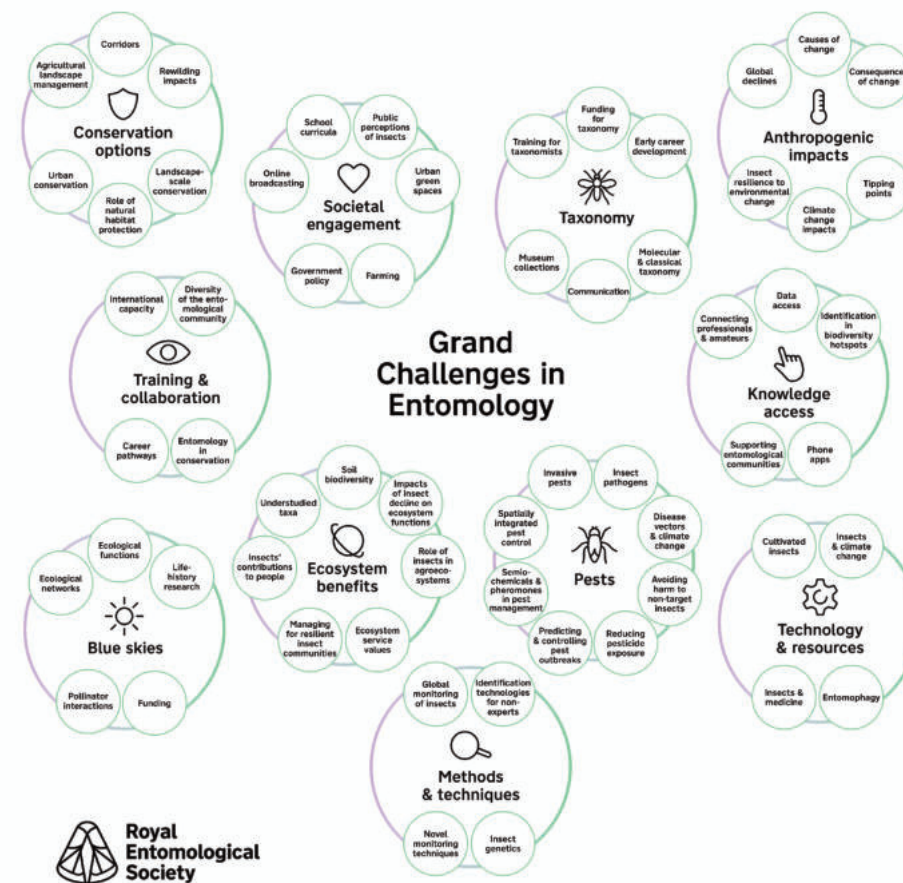 Corridors
Agricultural
landscape
management
Rewilding
impacts
Conservation
options
Urban
conservation
Landscape-
scale
conservation
Role of
natural
habitat
protection
School
curricula
Public
perceptions
of insects
Online
broadcasting
Urban
green
spaces
Societal
engagement
Government
policy
Farming
Funding
for
taxonomy
Training for
taxonomists
Early career
development
Taxonomy
Museum
collections
Molecular
& classical
taxonomy
Communication
Causes of
change
Global
declines
Consequence
of change
Anthropogenic
impacts
Insect
resilience to
environmental
change
Tipping
points
Climate
change
impacts
International
capacity
Diversity
of the ento-
mological
community
Training &
collaboration
Career
pathways
Entomology
in
conservation
Grand
Challenges in
Entomology
Data
access
Connecting
professionals
& amateurs
Identification
in
biodiversity
hotspots
Knowledge
access
Supporting
entomological
communities
Phone
apps
Soil
biodiversity
Understudied
taxa
Impacts
of insect
decline on
ecosystem
functions
Insects'
contributions
to people
Role of
insects in
agroeco-
systems
Ecosystem
benefits
Managing
for resilient
insect
communities
Ecosystem
service
values
Invasive
pests
Insect
pathogens
Spatially
integrated
pest
control
Disease
vectors
& climate
change
Semio-
chemicals &
pheromones
in pest
management
Avoiding
harm to
non-target
insects
Pests
Predicting
& controlling
pest
outbreaks
Reducing
pesticide
exposure
Ecological
functions
Ecological
networks
Life-
history
research
Blue skies
Pollinator
interactions
Funding
Cultivated
insects
Insects
& climate
change
Technology
& resources
Insects &
medicine
Entomophagy
Global
monitoring
of insects
Identification
technologies
for non-
experts
Methods
& techniques
Novel
monitoring
techniques
Insect
genetics
Royal
Entomological
Society